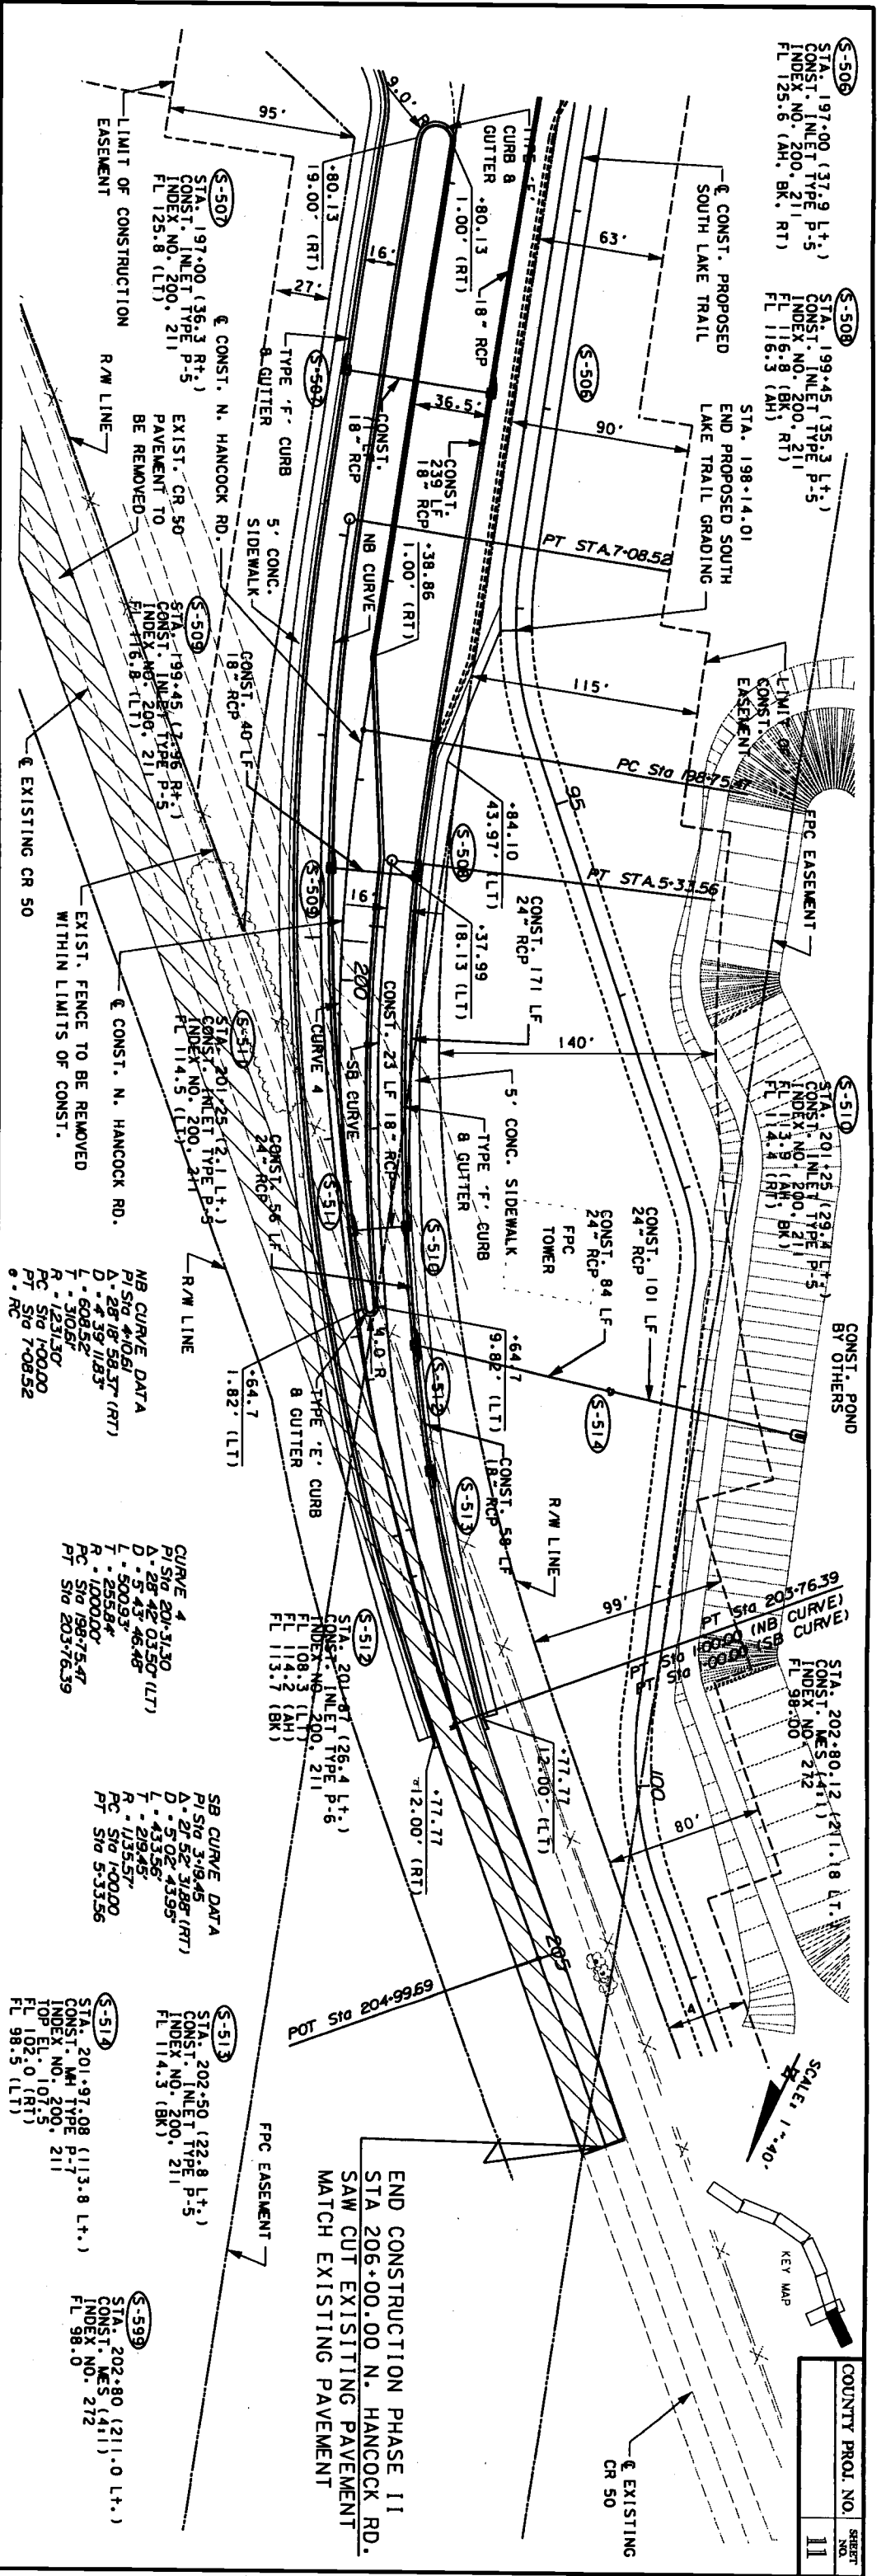 COUNTY PROJ. NO.
SHEET
NO.
11
S-506
STA. 197+00 (37.9 Lt.)
CONST. INLET TYPE P-5
INDEX NO. 200, 211
FL 125.6 (AH, BK, RT)
S-508
STA. 199+45 (35.3 Lt.)
CONST. INLET TYPE P-5
INDEX NO. 200, 211
FL 116.8 (BK, RT)
FL 116.3 (AH)
STA. 198+14.01
END PROPOSED SOUTH
LAKE TRAIL GRADING
LIMIT OF
CONST.
EASEMENT
FPC EASEMENT
S-510
STA. 201+25 (29.4 Lt.)
CONST. INLET TYPE P-5
INDEX NO. 200, 211
FL 113.9 (AH, BK)
FL 114.4 (RT)
CONST. POND
BY OTHERS
STA. 202+80.12 (211.18 LT.)
CONST. MES (4:1)
INDEX NO. 272
FL 98.00
SCALE: 1"=40'
KEY MAP
℄ CONST. PROPOSED
SOUTH LAKE TRAIL
63'
90'
115'
140'
99'
80'
PT STA.7+08.52
PC Sta 198+75.47
PT STA.5+33.56
95
100
PT Sta 203+76.39
PT Sta 1+00.00 (NB CURVE)
PT Sta 1+00.00 (SB CURVE)
TYPE 'F'
CURB &
GUTTER
+80.13
1.00' (RT)
18" RCP
S-506
36.5'
CONST.
239 LF
18" RCP
+38.86
1.00' (RT)
+84.10
43.97' (LT)
S-508
+37.99
18.13 (LT)
CONST. 171 LF
24" RCP
5' CONC. SIDEWALK
TYPE 'F' CURB
& GUTTER
FPC
TOWER
CONST. 84 LF
24" RCP
CONST. 101 LF
24" RCP
S-514
S-510
+64.7
9.82' (LT)
S-512
CONST. 58 LF
18" RCP
S-513
R/W LINE
+77.77
12.00' (LT)
9.0' R
95'
+80.13
19.00' (RT)
16'
27'
TYPE 'F' CURB
& GUTTER
S-507
CONST.
71 LF
18" RCP
NB CURVE
5' CONC.
SIDEWALK
CONST. 40 LF
18" RCP
S-509
16'
200
CURVE 4
SB CURVE
CONST. 23 LF 18" RCP
S-511
CONST. 56 LF
24" RCP
4.0 R
TYPE 'E' CURB
& GUTTER
+64.7
1.82' (LT)
+77.77
12.00' (RT)
205
POT Sta 204+99.69
℄ EXISTING
CR 50
LIMIT OF CONSTRUCTION
EASEMENT
S-507
STA. 197+00 (36.3 Rt.)
CONST. INLET TYPE P-5
INDEX NO. 200, 211
FL 125.8 (LT)
℄ CONST. N. HANCOCK RD.
R/W LINE
EXIST. CR 50
PAVEMENT TO
BE REMOVED
S-509
STA. 199+45 (7.96 Rt.)
CONST. INLET TYPE P-5
INDEX NO. 200, 211
FL 116.8 (LT)
℄ EXISTING CR 50
EXIST. FENCE TO BE REMOVED
WITHIN LIMITS OF CONST.
℄ CONST. N. HANCOCK RD.
S-511
STA. 201+25 (2.1 Lt.)
CONST. INLET TYPE P-5
INDEX NO. 200, 211
FL 114.5 (LT)
R/W LINE
NB CURVE DATA
PI Sta 4+10.61
Δ = 28° 18' 58.37" (RT)
D = 4° 39' 11.83"
L = 608.52'
T = 310.61'
R = 1,231.30'
PC Sta 1+00.00
PT Sta 7+08.52
e = RC
CURVE 4
PI Sta 201+31.30
Δ = 28° 42' 03.50" (LT)
D = 5° 43' 46.48"
L = 500.93'
T = 255.84'
R = 1,000.00'
PC Sta 198+75.47
PT Sta 203+76.39
S-512
STA. 201+87 (26.4 Lt.)
CONST. INLET TYPE P-6
INDEX NO. 200, 211
FL 108.3 (LT)
FL 114.2 (AH)
FL 113.7 (BK)
SB CURVE DATA
PI Sta 3+19.45
Δ = 21° 52' 31.88" (RT)
D = 5° 02' 43.95"
L = 433.56'
T = 219.45'
R = 1,135.57'
PC Sta 1+00.00
PT Sta 5+33.56
S-513
STA. 202+50 (22.8 Lt.)
CONST. INLET TYPE P-5
INDEX NO. 200, 211
FL 114.3 (BK)
S-514
STA. 201+97.08 (113.8 Lt.)
CONST. MH TYPE P-7
INDEX NO. 200, 211
TOP EL. 107.5
FL 102.0 (RT)
FL 98.5 (LT)
FPC EASEMENT
S-599
STA. 202+80 (211.0 Lt.)
CONST. MES (4:1)
INDEX NO. 272
FL 98.0
END CONSTRUCTION PHASE II
STA 206+00.00 N. HANCOCK RD.
SAW CUT EXISITING PAVEMENT
MATCH EXISTING PAVEMENT